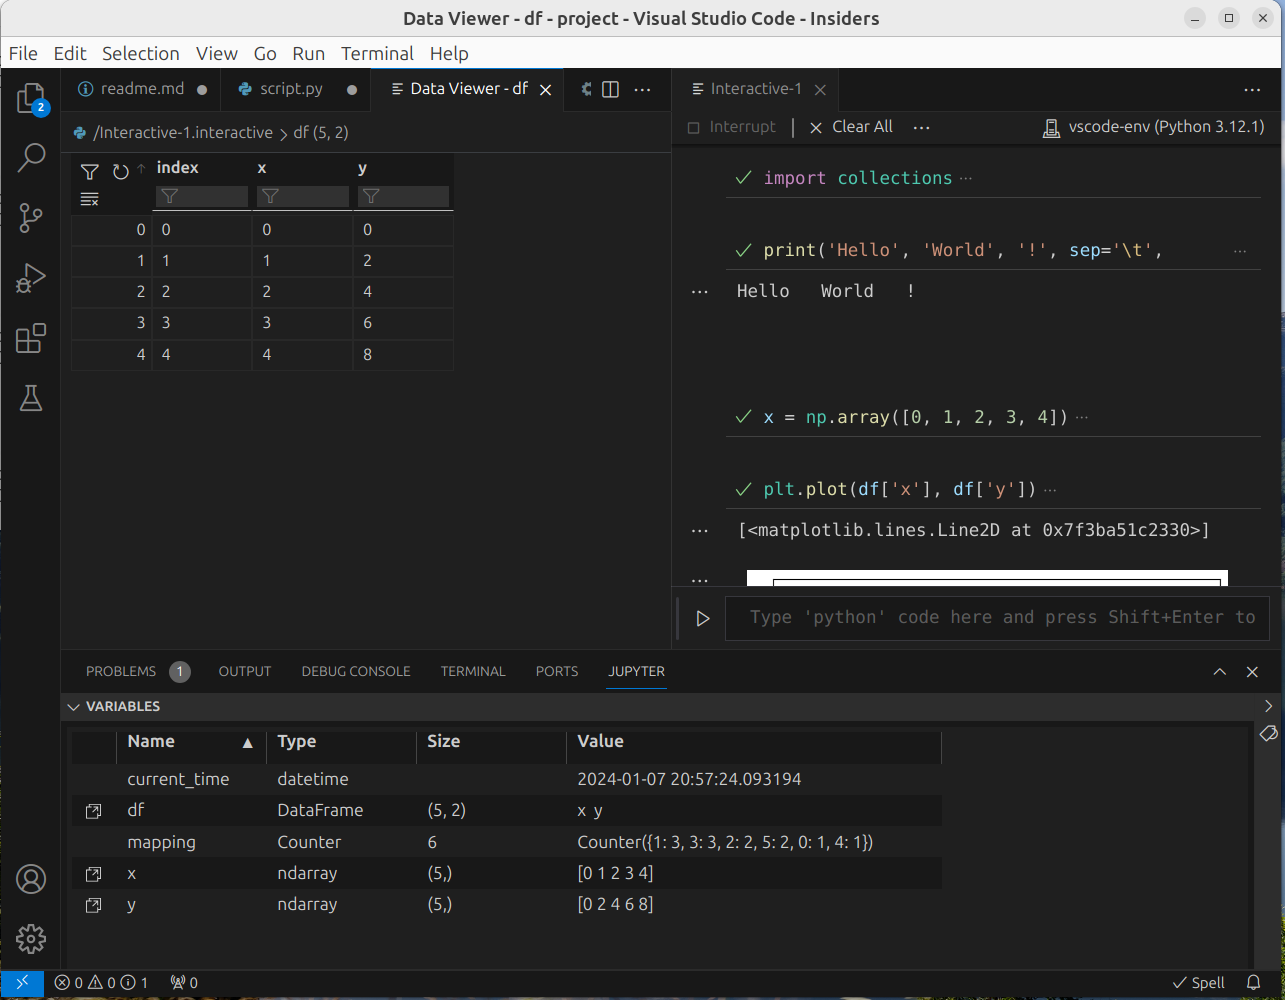 Data Viewer - df - project - Visual Studio Code - Insiders
File Edit Selection View Go Run Terminal Help
readme.md script.py Data Viewer - df Interactive-1
/Interactive-1.interactive > df (5, 2)
Interrupt | Clear All ... vscode-env (Python 3.12.1)
2
index x y
0 0 0 0
1 1 1 2
2 2 2 4
3 3 3 6
4 4 4 8
import collections ...
print('Hello', 'World', '!', sep='\t', ...
Hello World !
x = np.array([0, 1, 2, 3, 4]) ...
plt.plot(df['x'], df['y']) ...
[<matplotlib.lines.Line2D at 0x7f3ba51c2330>]
Type 'python' code here and press Shift+Enter to
PROBLEMS 1 OUTPUT DEBUG CONSOLE TERMINAL PORTS JUPYTER
VARIABLES
Name ▲ Type Size Value
current_time datetime 2024-01-07 20:57:24.093194
df DataFrame (5, 2) x y
mapping Counter 6 Counter({1: 3, 3: 3, 2: 2, 5: 2, 0: 1, 4: 1})
x ndarray (5,) [0 1 2 3 4]
y ndarray (5,) [0 2 4 6 8]
0 0 1 0 Spell